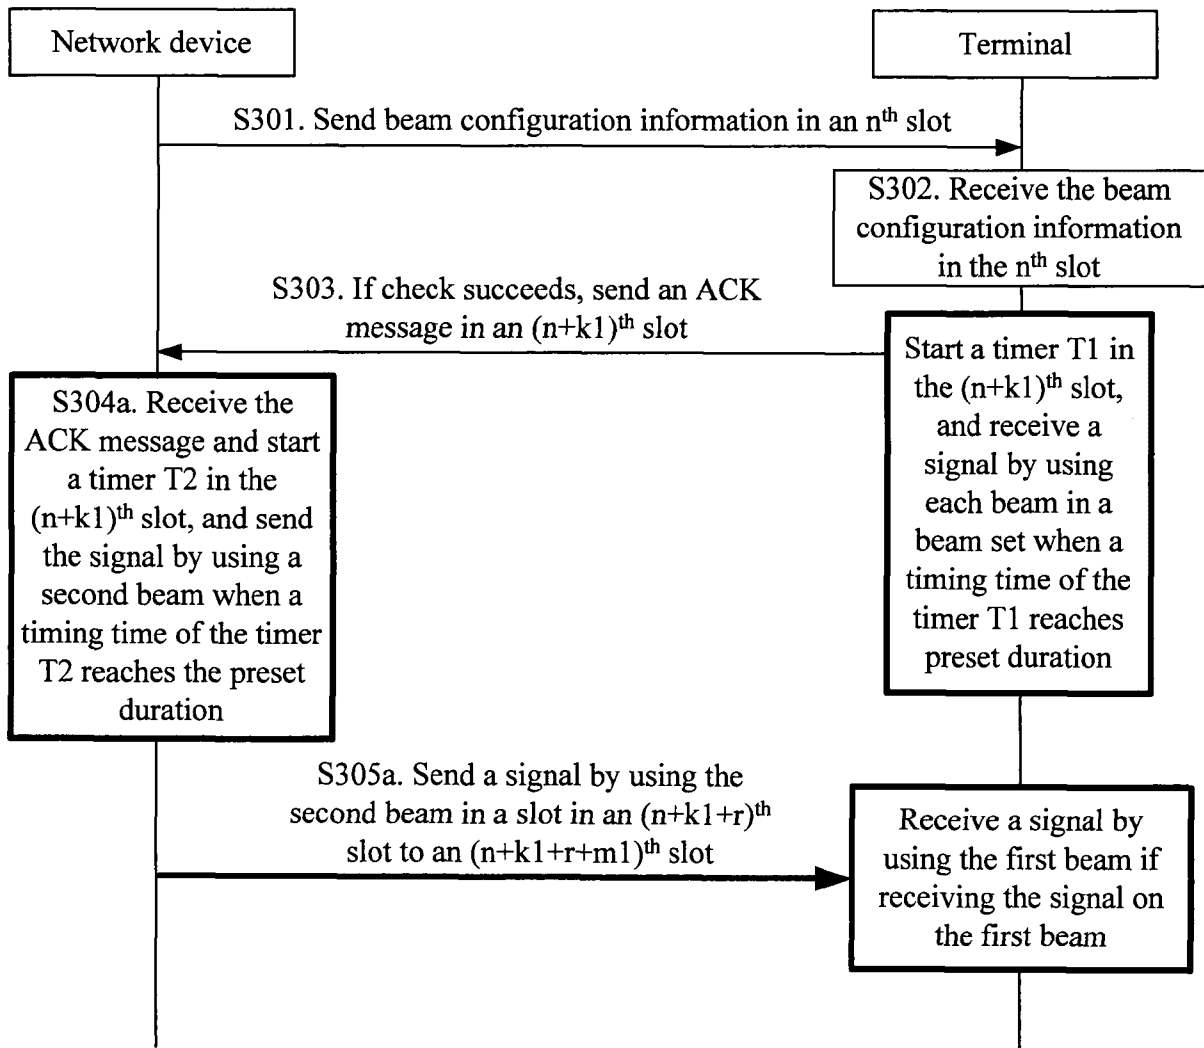 Network device
Terminal
S301. Send beam configuration information in an nth slot
S302. Receive the beam
configuration information
in the nth slot
S303. If check succeeds, send an ACK
message in an (n+k1)th slot
Start a timer T1 in
the (n+k1)th slot,
and receive a
signal by using
each beam in a
beam set when a
timing time of the
timer T1 reaches
preset duration
S304a. Receive the
ACK message and start
a timer T2 in the
(n+k1)th slot, and send
the signal by using a
second beam when a
timing time of the timer
T2 reaches the preset
duration
S305a. Send a signal by using the
second beam in a slot in an (n+k1+r)th
slot to an (n+k1+r+m1)th slot
Receive a signal by
using the first beam if
receiving the signal on
the first beam